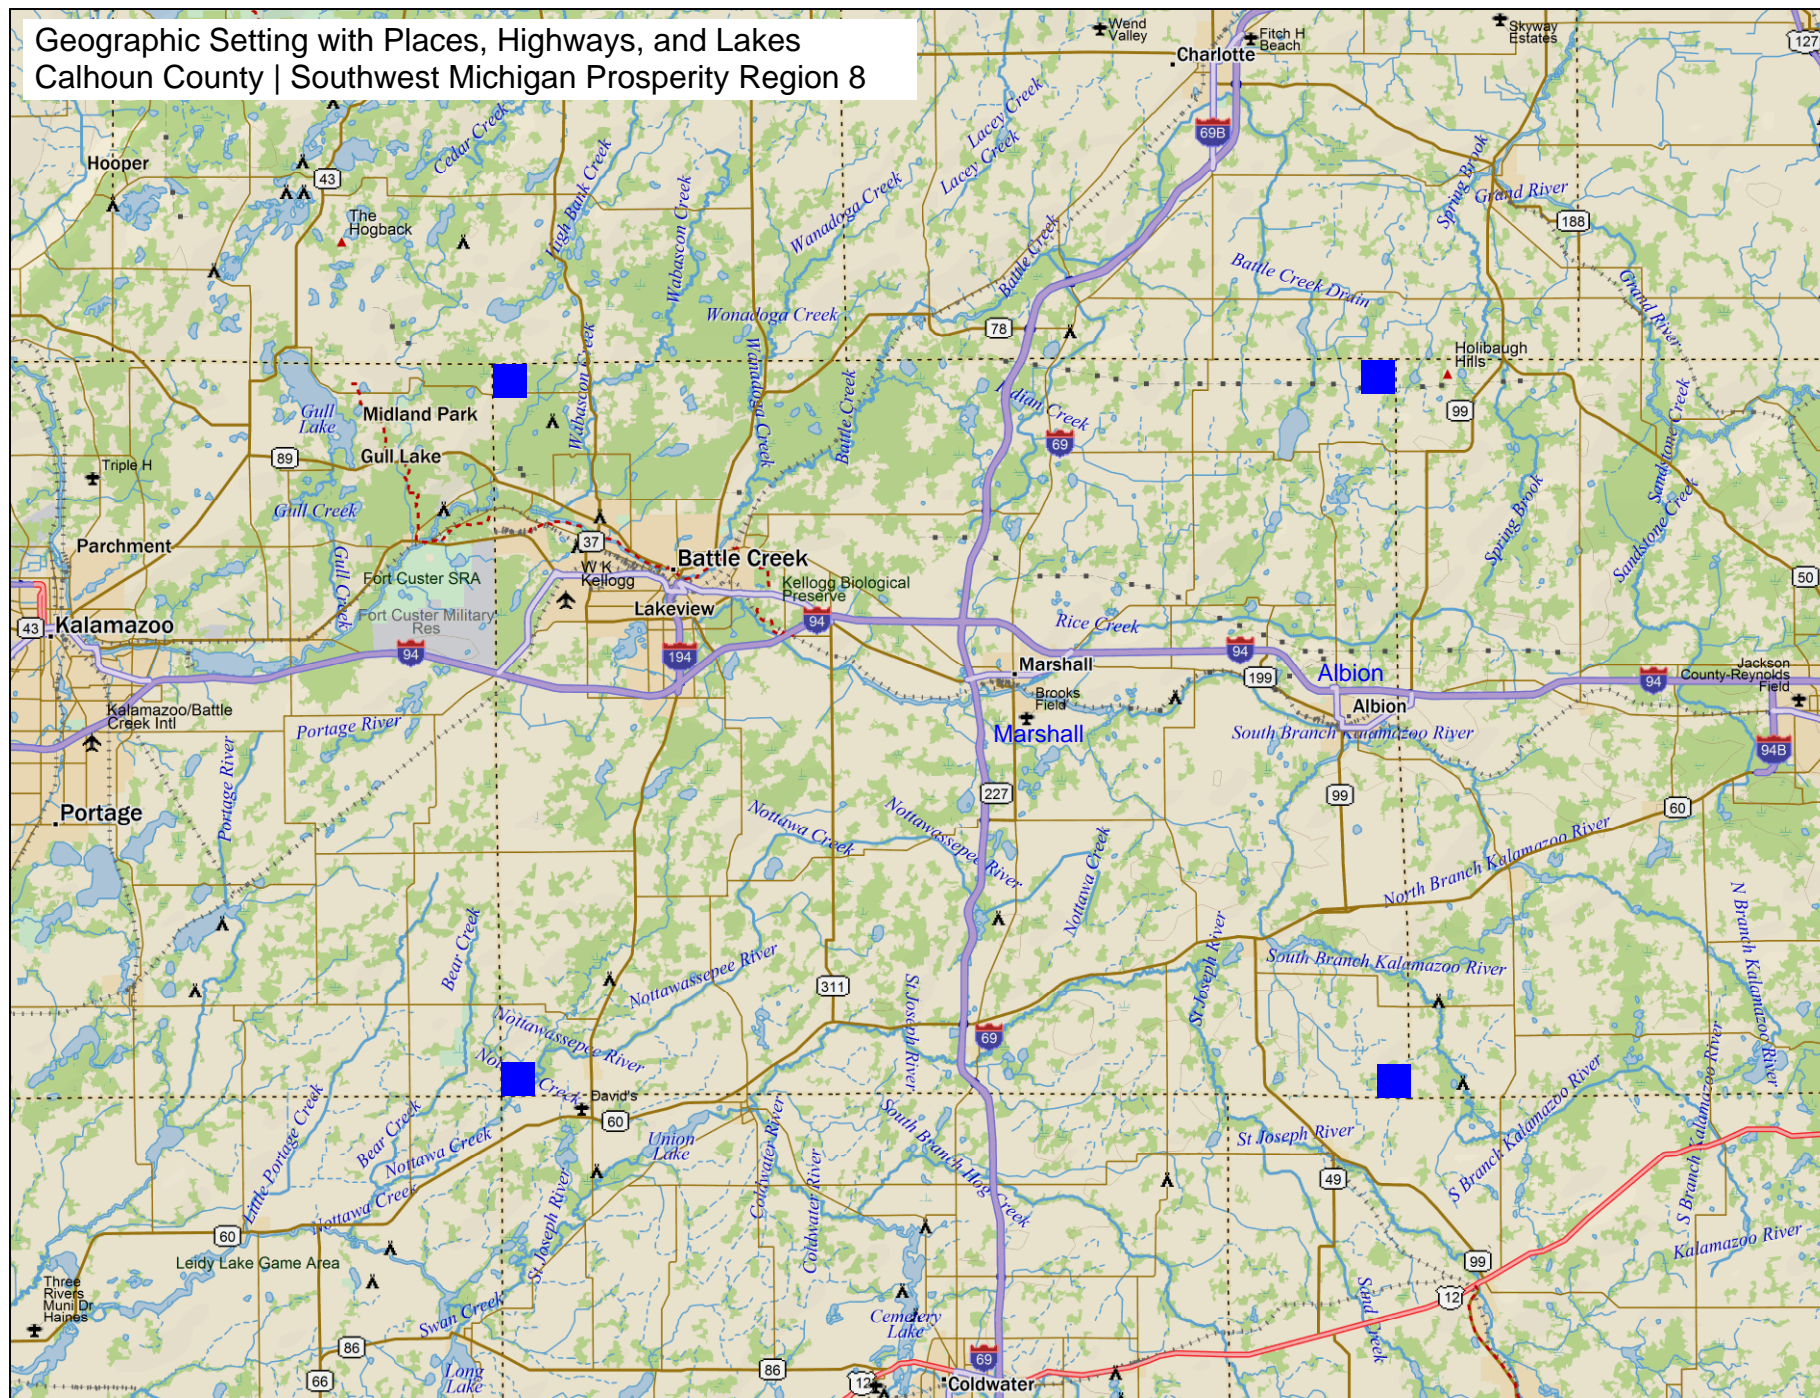 Geographic Setting with Places, Highways, and Lakes
Calhoun County | Southwest Michigan Prosperity Region 8
Wend
Valley
Fitch H
Beach
Skyway
Estates
127
Charlotte
69B
Hooper
43
Cedar Creek
Lacey Creek
Lacey Creek
The
Hogback
High Bank Creek
Wabascon Creek
Wanadoga Creek
Battle Creek
Spring Brook
Grand River
188
Battle Creek Drain
Grand River
Wonadoga Creek
78
Wabascon Creek
Wanadoga Creek
Battle Creek
Holibaugh
Hills
Gull
Lake
Midland Park
Indian Creek
69
99
Sandstone Creek
Gull Lake
89
Triple H
Gull Creek
Spring Brook
Sandstone Creek
Parchment
37
Battle Creek
Gull Creek
Fort Custer SRA
W K
Kellogg
Kellogg Biological
Preserve
50
Fort Custer Military
Res
Lakeview
94
Rice Creek
43
Kalamazoo
94
194
94
Marshall
199
Albion
94
Jackson
County-Reynolds
Field
Brooks
Field
Albion
Kalamazoo/Battle
Creek Intl
Portage River
Marshall
South Branch Kalamazoo River
94B
Portage River
227
99
60
Portage
Nottawa Creek
Nottawassepee River
Nottawa Creek
North Branch Kalamazoo River
N Branch Kalamazoo River
Bear Creek
St Joseph River
Nottawassepee River
South Branch Kalamazoo River
311
St Joseph River
Nottawassepee River
69
Creek
David's
60
Little Portage Creek
Bear Creek
Nottawa Creek
Union
Lake
Coldwater River
South Branch Hog Creek
St Joseph River
S Branch Kalamazoo River
S Branch Kalamazoo River
Coldwater River
49
St Joseph River
Nottawa Creek
60
Kalamazoo River
Leidy Lake Game Area
99
Three
Rivers
Muni Dr
Haines
12
Swan Creek
Cemetery
Lake
Sand Creek
86
69
86
Long
Lake
66
12
Coldwater